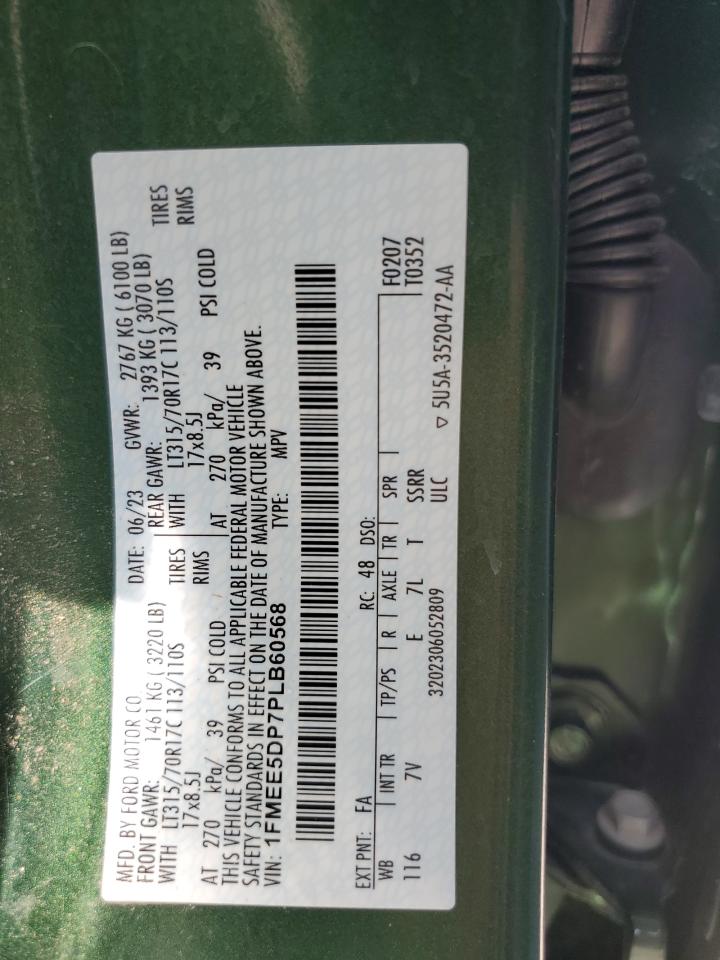 MFD. BY FORD MOTOR CO. DATE: 06/23 GVWR: 2767 KG ( 6100 LB)
FRONT GAWR: 1461 KG ( 3220 LB) REAR GAWR: 1393 KG ( 3070 LB)
WITH LT315/70R17C 113/110S TIRES WITH LT315/70R17C 113/110S TIRES
17x8.5J RIMS 17x8.5J RIMS
AT 270 kPa/ 39 PSI COLD AT 270 kPa/ 39 PSI COLD
THIS VEHICLE CONFORMS TO ALL APPLICABLE FEDERAL MOTOR VEHICLE
SAFETY STANDARDS IN EFFECT ON THE DATE OF MANUFACTURE SHOWN ABOVE.
VIN: 1FMEE5DP7PLB60568 TYPE: MPV
EXT PNT: FA RC: 48 DSO:
WB INT TR TP/PS R AXLE TR SPR F0207
116 7V E 7L T SSRR T0352
ULC
3202306052809 ▽ 5U5A-3520472-AA